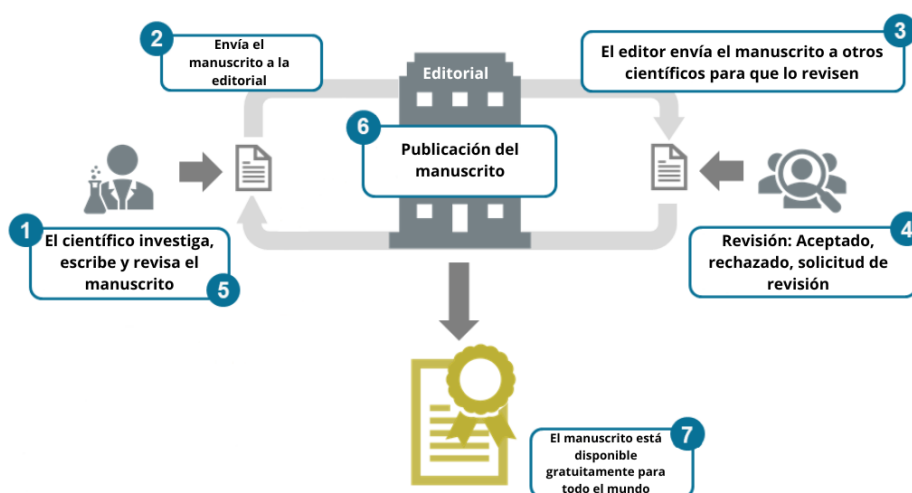 2
Envía el
manuscrito a la
editorial
Editorial
3
El editor envía el manuscrito a otros
científicos para que lo revisen
6
Publicación del
manuscrito
1
El científico investiga,
escribe y revisa el
manuscrito
5
4
Revisión: Aceptado,
rechazado, solicitud de
revisión
7
El manuscrito está
disponible
gratuitamente para
todo el mundo